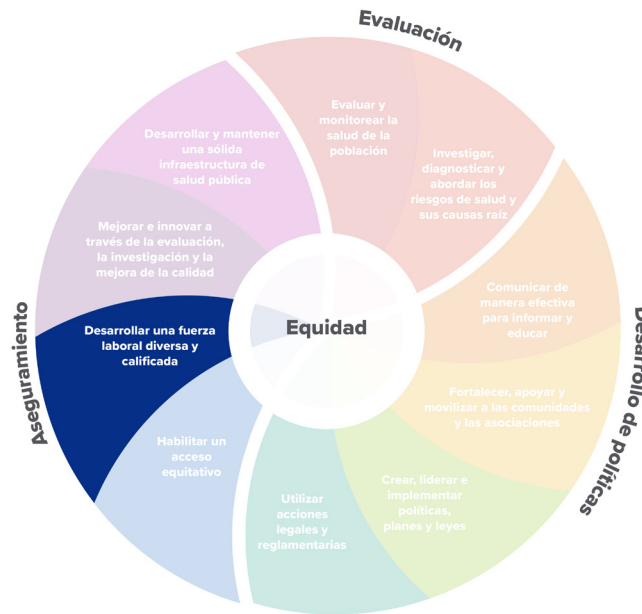 Evaluación
Evaluar y
monitorear la
salud de la
población
Investigar,
diagnosticar y
abordar los
riesgos de salud y
sus causas raíz
Desarrollo de políticas
Comunicar de
manera efectiva
para informar y
educar
Fortalecer, apoyar y
movilizar a las comunidades
y las asociaciones
Crear, liderar e
implementar
políticas,
planes y leyes
Utilizar
acciones
legales y
reglamentarias
Aseguramiento
Habilitar un
acceso
equitativo
Desarrollar una fuerza
laboral diversa y
calificada
Mejorar e innovar a
través de la evaluación,
la investigación y la
mejora de la calidad
Desarrollar y mantener
una sólida
infraestructura de
salud pública
Equidad